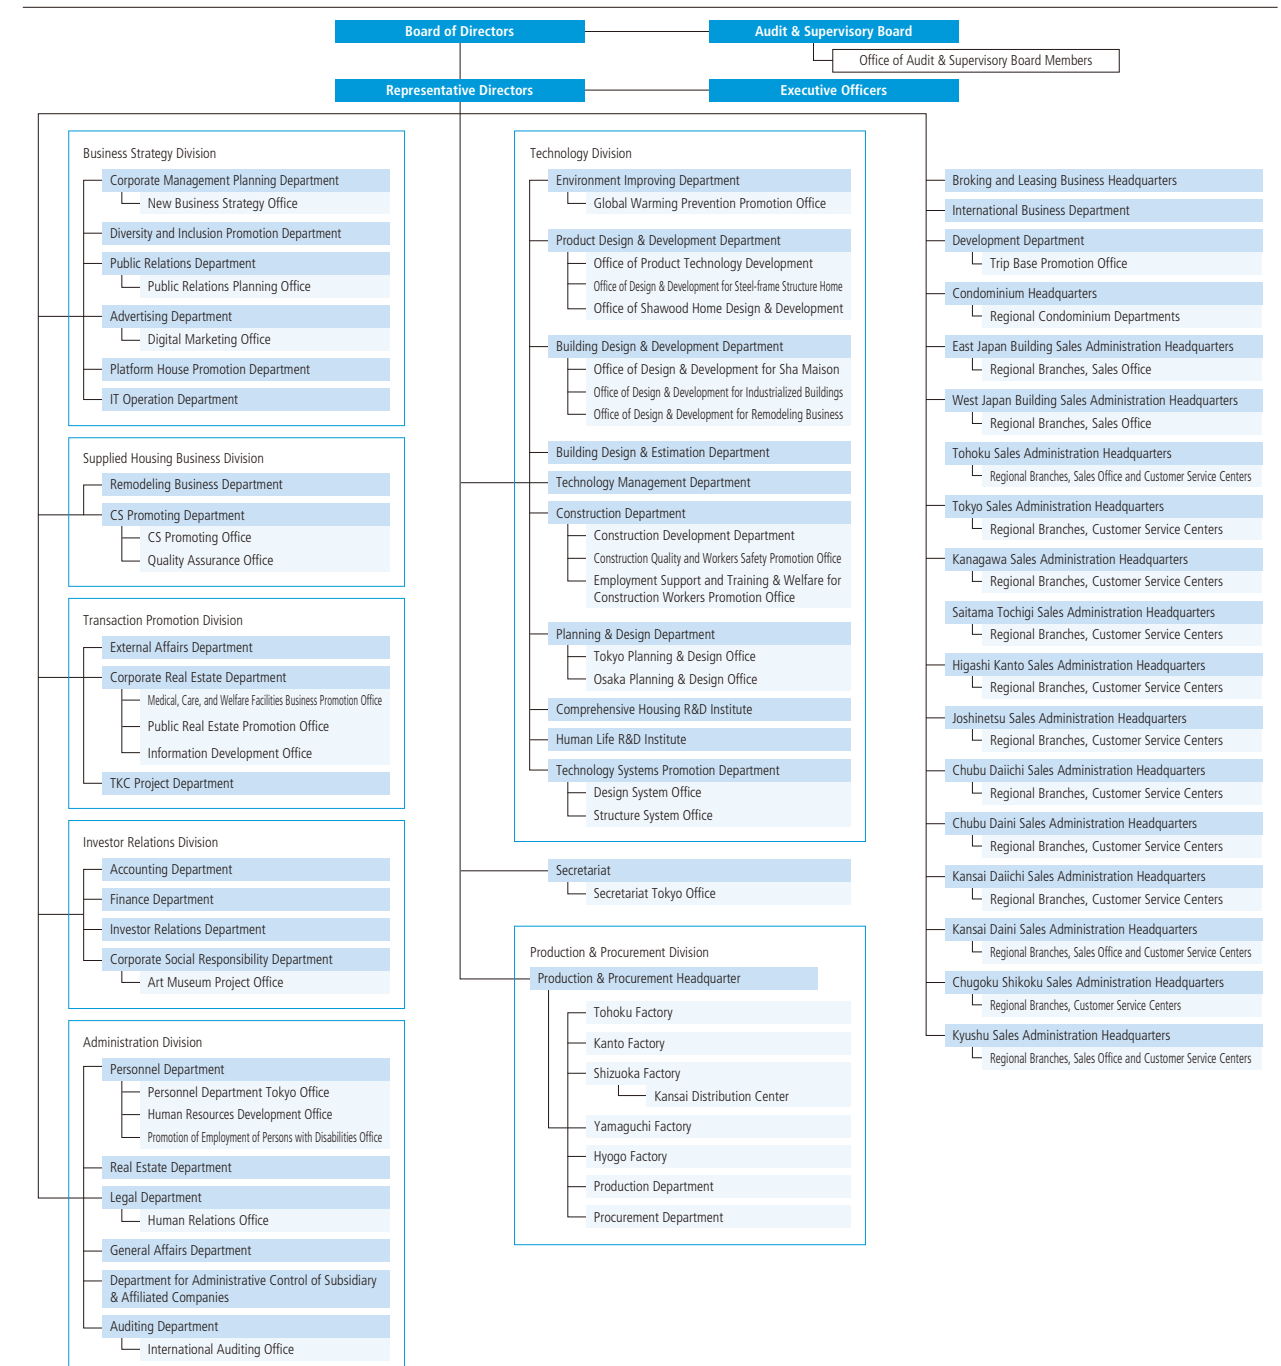 Board of Directors
Audit & Supervisory Board
Office of Audit & Supervisory Board Members
Representative Directors
Executive Officers
Business Strategy Division
Corporate Management Planning Department
New Business Strategy Office
Diversity and Inclusion Promotion Department
Public Relations Department
Public Relations Planning Office
Advertising Department
Digital Marketing Office
Platform House Promotion Department
IT Operation Department
Supplied Housing Business Division
Remodeling Business Department
CS Promoting Department
CS Promoting Office
Quality Assurance Office
Transaction Promotion Division
External Affairs Department
Corporate Real Estate Department
Medical, Care, and Welfare Facilities Business Promotion Office
Public Real Estate Promotion Office
Information Development Office
TKC Project Department
Investor Relations Division
Accounting Department
Finance Department
Investor Relations Department
Corporate Social Responsibility Department
Art Museum Project Office
Administration Division
Personnel Department
Personnel Department Tokyo Office
Human Resources Development Office
Promotion of Employment of Persons with Disabilities Office
Real Estate Department
Legal Department
Human Relations Office
General Affairs Department
Department for Administrative Control of Subsidiary
& Affiliated Companies
Auditing Department
International Auditing Office
Technology Division
Environment Improving Department
Global Warming Prevention Promotion Office
Product Design & Development Department
Office of Product Technology Development
Office of Design & Development for Steel-frame Structure Home
Office of Shawood Home Design & Development
Building Design & Development Department
Office of Design & Development for Sha Maison
Office of Design & Development for Industrialized Buildings
Office of Design & Development for Remodeling Business
Building Design & Estimation Department
Technology Management Department
Construction Department
Construction Development Department
Construction Quality and Workers Safety Promotion Office
Employment Support and Training & Welfare for
Construction Workers Promotion Office
Planning & Design Department
Tokyo Planning & Design Office
Osaka Planning & Design Office
Comprehensive Housing R&D Institute
Human Life R&D Institute
Technology Systems Promotion Department
Design System Office
Structure System Office
Secretariat
Secretariat Tokyo Office
Production & Procurement Division
Production & Procurement Headquarter
Tohoku Factory
Kanto Factory
Shizuoka Factory
Kansai Distribution Center
Yamaguchi Factory
Hyogo Factory
Production Department
Procurement Department
Broking and Leasing Business Headquarters
International Business Department
Development Department
Trip Base Promotion Office
Condominium Headquarters
Regional Condominium Departments
East Japan Building Sales Administration Headquarters
Regional Branches, Sales Office
West Japan Building Sales Administration Headquarters
Regional Branches, Sales Office
Tohoku Sales Administration Headquarters
Regional Branches, Sales Office and Customer Service Centers
Tokyo Sales Administration Headquarters
Regional Branches, Customer Service Centers
Kanagawa Sales Administration Headquarters
Regional Branches, Customer Service Centers
Saitama Tochigi Sales Administration Headquarters
Regional Branches, Customer Service Centers
Higashi Kanto Sales Administration Headquarters
Regional Branches, Customer Service Centers
Joshinetsu Sales Administration Headquarters
Regional Branches, Customer Service Centers
Chubu Daiichi Sales Administration Headquarters
Regional Branches, Customer Service Centers
Chubu Daini Sales Administration Headquarters
Regional Branches, Customer Service Centers
Kansai Daiichi Sales Administration Headquarters
Regional Branches, Customer Service Centers
Kansai Daini Sales Administration Headquarters
Regional Branches, Sales Office and Customer Service Centers
Chugoku Shikoku Sales Administration Headquarters
Regional Branches, Customer Service Centers
Kyushu Sales Administration Headquarters
Regional Branches, Sales Office and Customer Service Centers